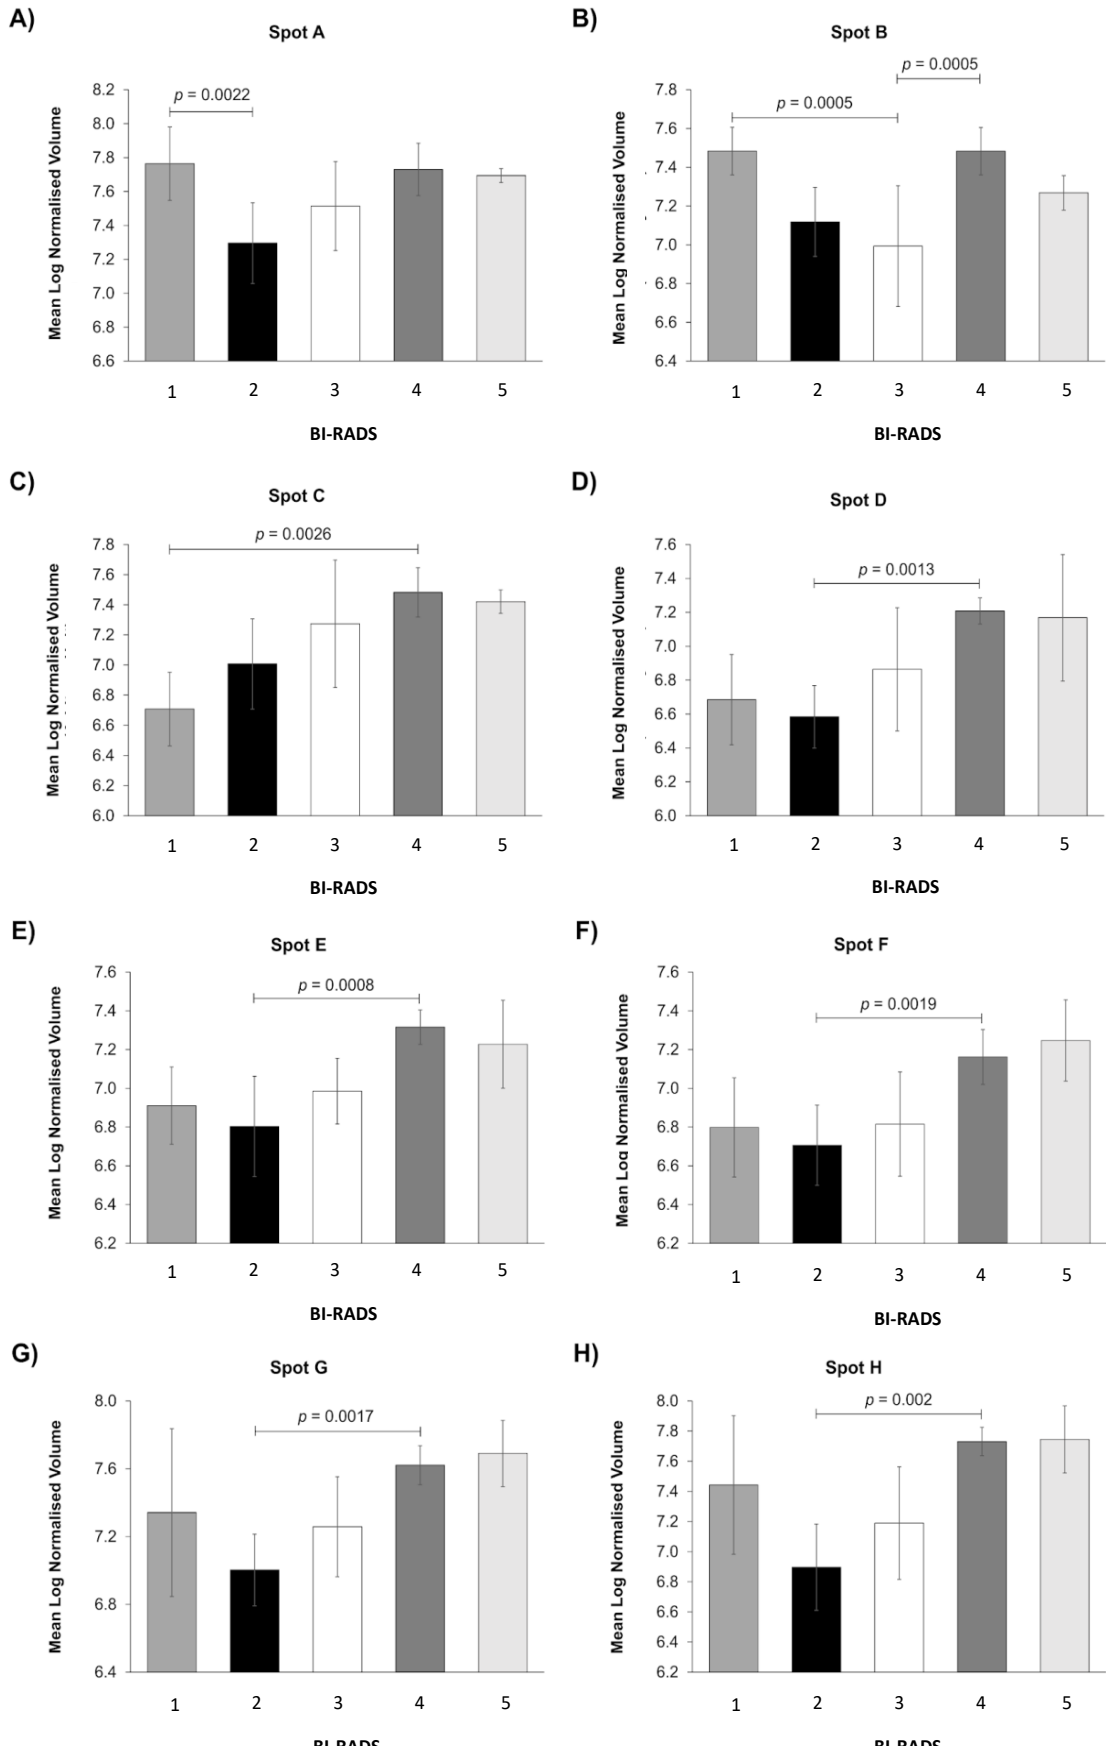 A)
Spot A
p = 0.0022
Mean Log Normalised Volume
8.2
8.0
7.8
7.6
7.4
7.2
7.0
6.8
6.6
1 2 3 4 5
BI-RADS
B)
Spot B
p = 0.0005
p = 0.0005
Mean Log Normalised Volume
7.8
7.6
7.4
7.2
7.0
6.8
6.6
6.4
1 2 3 4 5
BI-RADS
C)
Spot C
p = 0.0026
Mean Log Normalised Volume
7.8
7.6
7.4
7.2
7.0
6.8
6.6
6.4
6.2
6.0
1 2 3 4 5
BI-RADS
D)
Spot D
p = 0.0013
Mean Log Normalised Volume
7.6
7.4
7.2
7.0
6.8
6.6
6.4
6.2
6.0
1 2 3 4 5
BI-RADS
E)
Spot E
p = 0.0008
Mean Log Normalised Volume
7.6
7.4
7.2
7.0
6.8
6.6
6.4
6.2
1 2 3 4 5
BI-RADS
F)
Spot F
p = 0.0019
Mean Log Normalised Volume
7.6
7.4
7.2
7.0
6.8
6.6
6.4
6.2
1 2 3 4 5
BI-RADS
G)
Spot G
p = 0.0017
Mean Log Normalised Volume
8.0
7.6
7.2
6.8
6.4
1 2 3 4 5
BI-RADS
H)
Spot H
p = 0.002
Mean Log Normalised Volume
8.0
7.8
7.6
7.4
7.2
7.0
6.8
6.6
6.4
6.2
1 2 3 4 5
BI-RADS